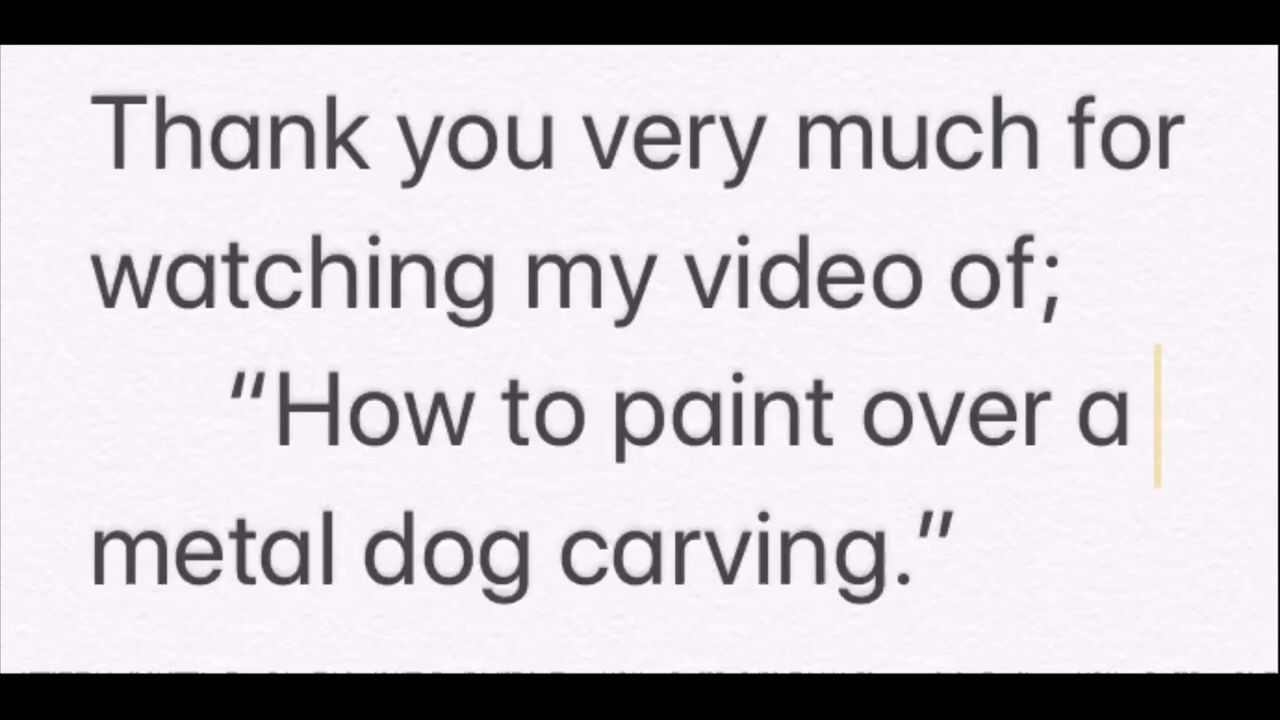 Thank you very much for
watching my video of;
“How to paint over a
metal dog carving.”